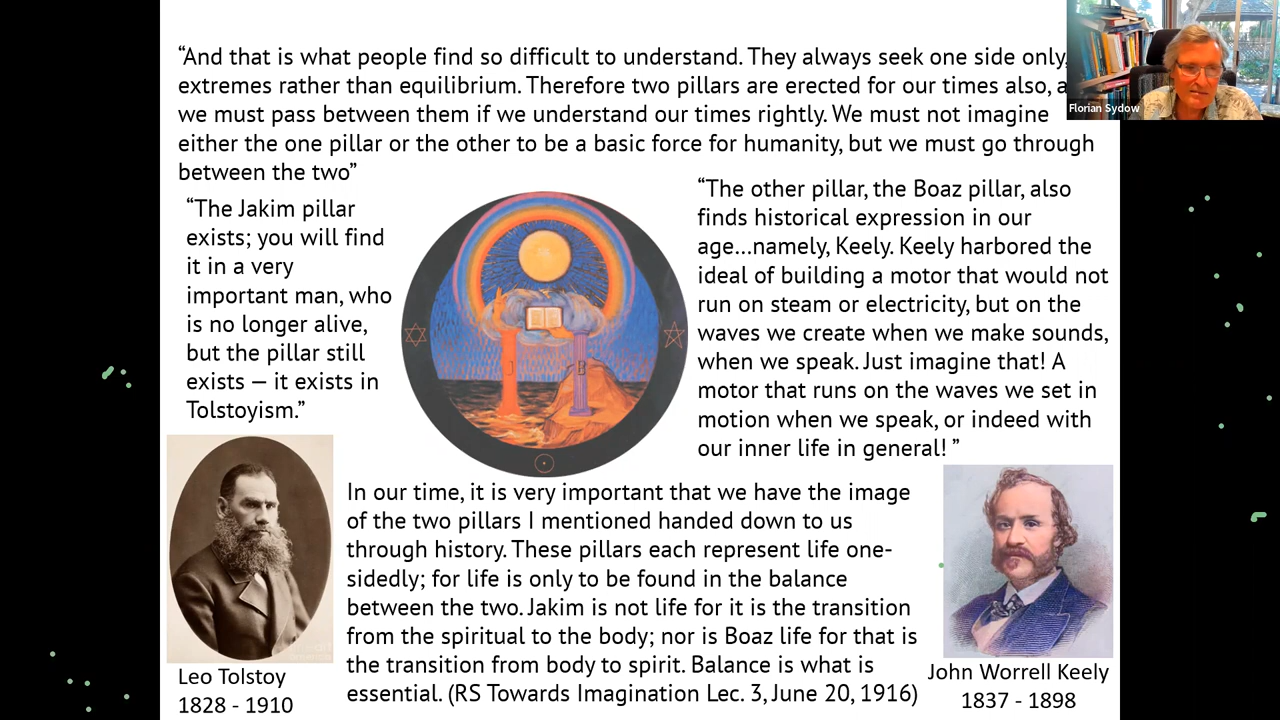 “And that is what people find so difficult to understand. They always seek one side only,
extremes rather than equilibrium. Therefore two pillars are erected for our times also,
we must pass between them if we understand our times rightly. We must not imagine
either the one pillar or the other to be a basic force for humanity, but we must go through
between the two”
Florian Sydow
“The Jakim pillar
exists; you will find
it in a very
important man, who
is no longer alive,
but the pillar still
exists — it exists in
Tolstoyism.”
J
B
“The other pillar, the Boaz pillar, also
finds historical expression in our
age...namely, Keely. Keely harbored the
ideal of building a motor that would not
run on steam or electricity, but on the
waves we create when we make sounds,
when we speak. Just imagine that! A
motor that runs on the waves we set in
motion when we speak, or indeed with
our inner life in general! ”
In our time, it is very important that we have the image
of the two pillars I mentioned handed down to us
through history. These pillars each represent life one-
sidedly; for life is only to be found in the balance
between the two. Jakim is not life for it is the transition
from the spiritual to the body; nor is Boaz life for that is
the transition from body to spirit. Balance is what is
essential. (RS Towards Imagination Lec. 3, June 20, 1916)
Leo Tolstoy
1828 - 1910
John Worrell Keely
1837 - 1898